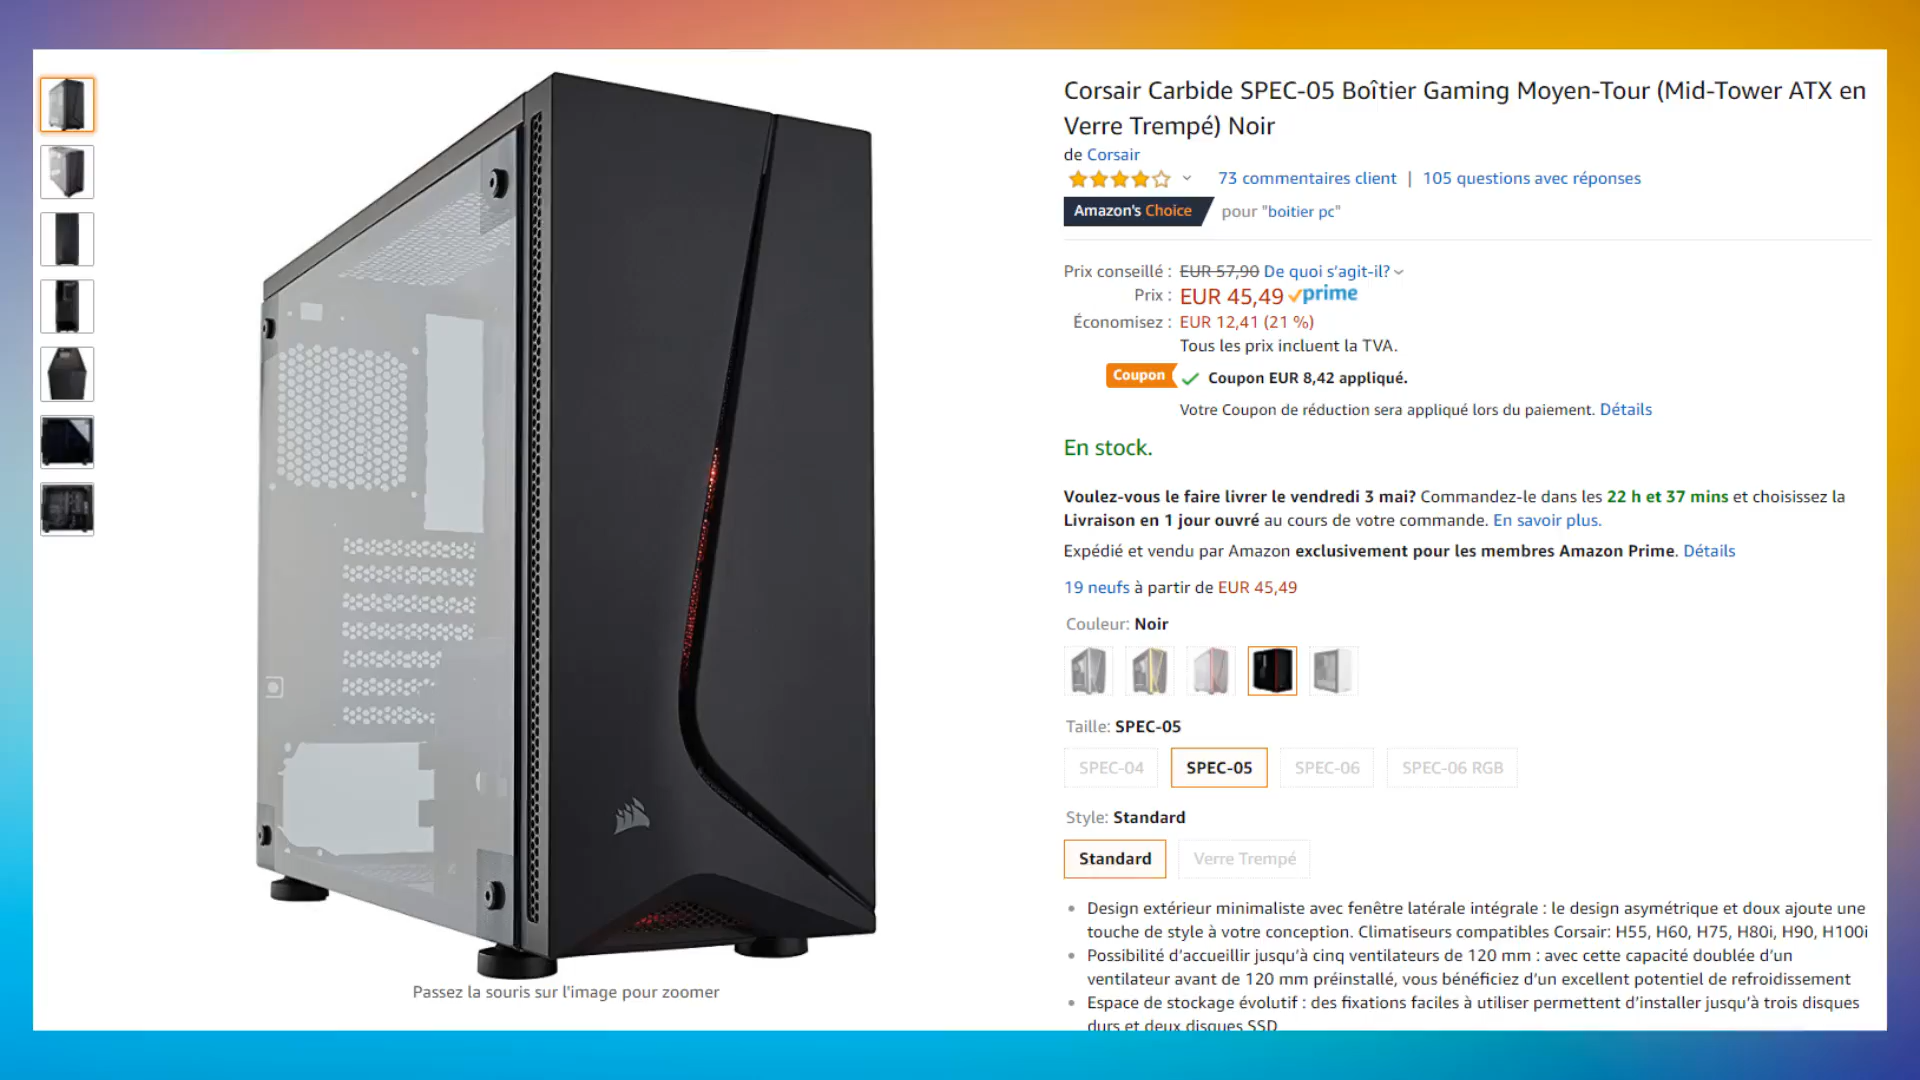 Corsair Carbide SPEC-05 Boîtier Gaming Moyen-Tour (Mid-Tower ATX en
Verre Trempé) Noir
de Corsair
73 commentaires client | 105 questions avec réponses
Amazon's Choice pour "boitier pc"
Prix conseillé : EUR 57,90 De quoi s'agit-il?
Prix : EUR 45,49 prime
Économisez : EUR 12,41 (21 %)
Tous les prix incluent la TVA.
Coupon Coupon EUR 8,42 appliqué.
Votre Coupon de réduction sera appliqué lors du paiement. Détails
En stock.
Voulez-vous le faire livrer le vendredi 3 mai? Commandez-le dans les 22 h et 37 mins et choisissez la
Livraison en 1 jour ouvré au cours de votre commande. En savoir plus.
Expédié et vendu par Amazon exclusivement pour les membres Amazon Prime. Détails
19 neufs à partir de EUR 45,49
Couleur: Noir
Taille: SPEC-05
SPEC-04 SPEC-05 SPEC-06 SPEC-06 RGB
Style: Standard
Standard Verre Trempé
• Design extérieur minimaliste avec fenêtre latérale intégrale : le design asymétrique et doux ajoute une
touche de style à votre conception. Climatiseurs compatibles Corsair: H55, H60, H75, H80i, H90, H100i
• Possibilité d'accueillir jusqu'à cinq ventilateurs de 120 mm : avec cette capacité doublée d'un
ventilateur avant de 120 mm préinstallé, vous bénéficiez d'un excellent potentiel de refroidissement
• Espace de stockage évolutif : des fixations faciles à utiliser permettent d'installer jusqu'à trois disques
durs et deux disques SSD
Passez la souris sur l'image pour zoomer